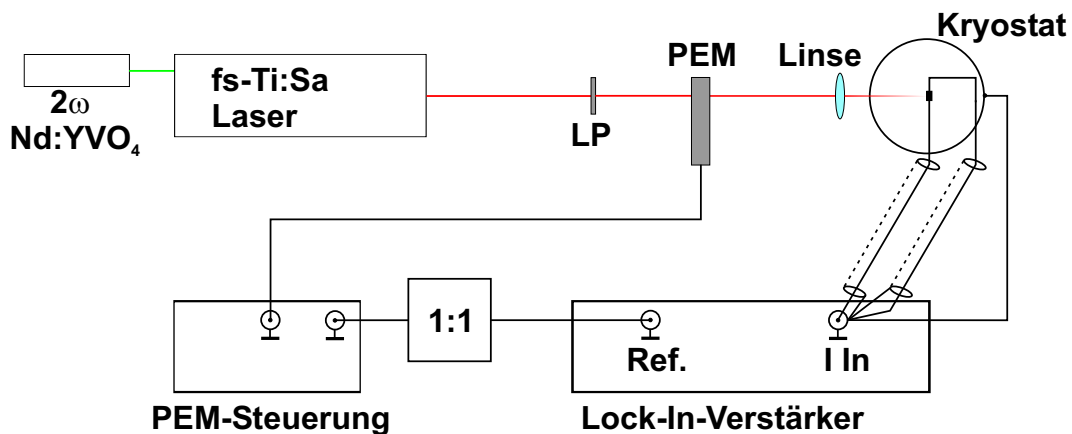 Kryostat
PEM
Linse
fs-Ti:Sa
Laser
2ω
Nd:YVO₄
LP
1:1
Ref.
I In
PEM-Steuerung
Lock-In-Verstärker